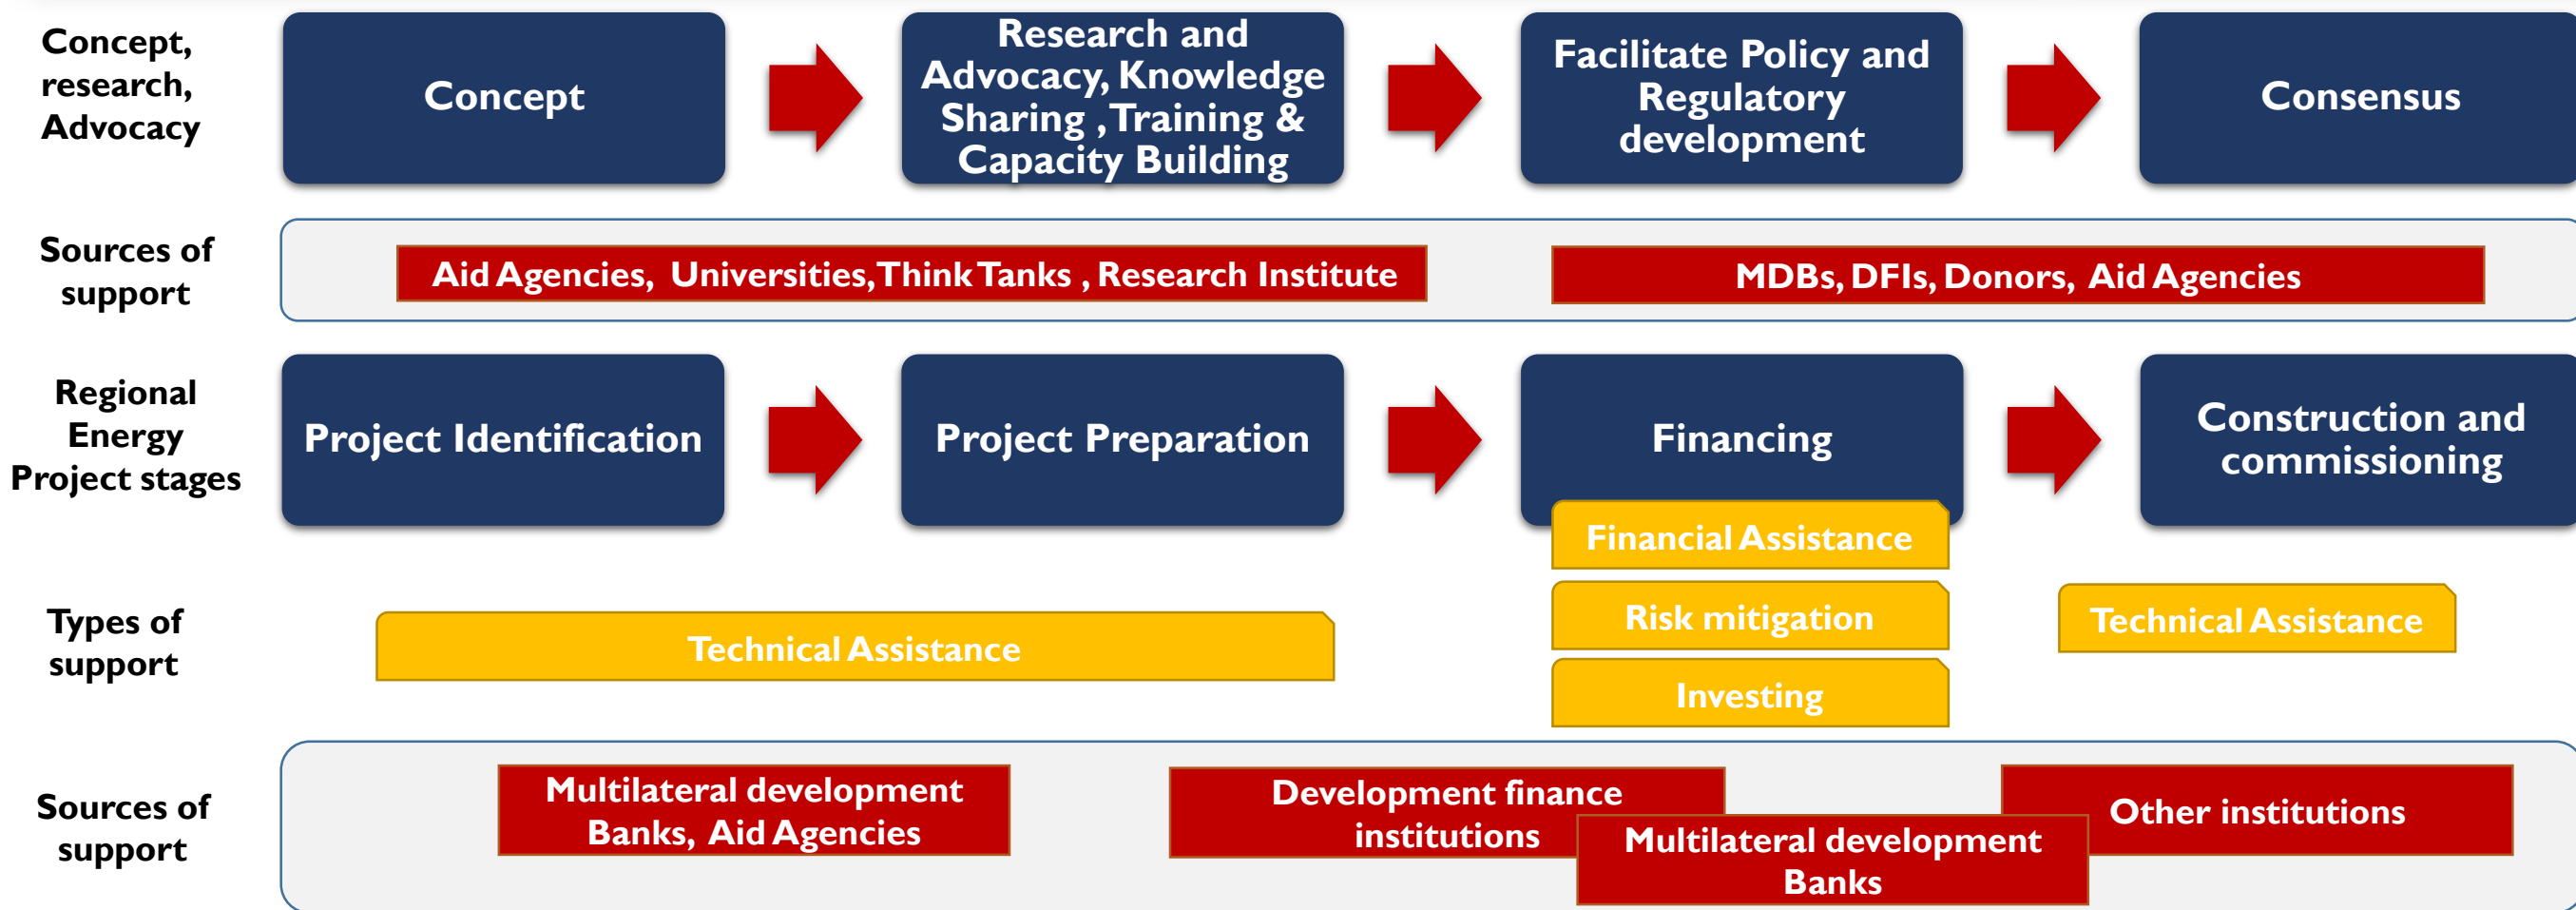 Concept,
research,
Advocacy
Concept
Research and
Advocacy, Knowledge
Sharing , Training &
Capacity Building
Facilitate Policy and
Regulatory
development
Consensus
Sources of
support
Aid Agencies, Universities, Think Tanks , Research Institute
MDBs, DFIs, Donors, Aid Agencies
Regional
Energy
Project stages
Project Identification
Project Preparation
Financing
Construction and
commissioning
Types of
support
Technical Assistance
Financial Assistance
Risk mitigation
Investing
Technical Assistance
Sources of
support
Multilateral development
Banks, Aid Agencies
Development finance
institutions
Multilateral development
Banks
Other institutions